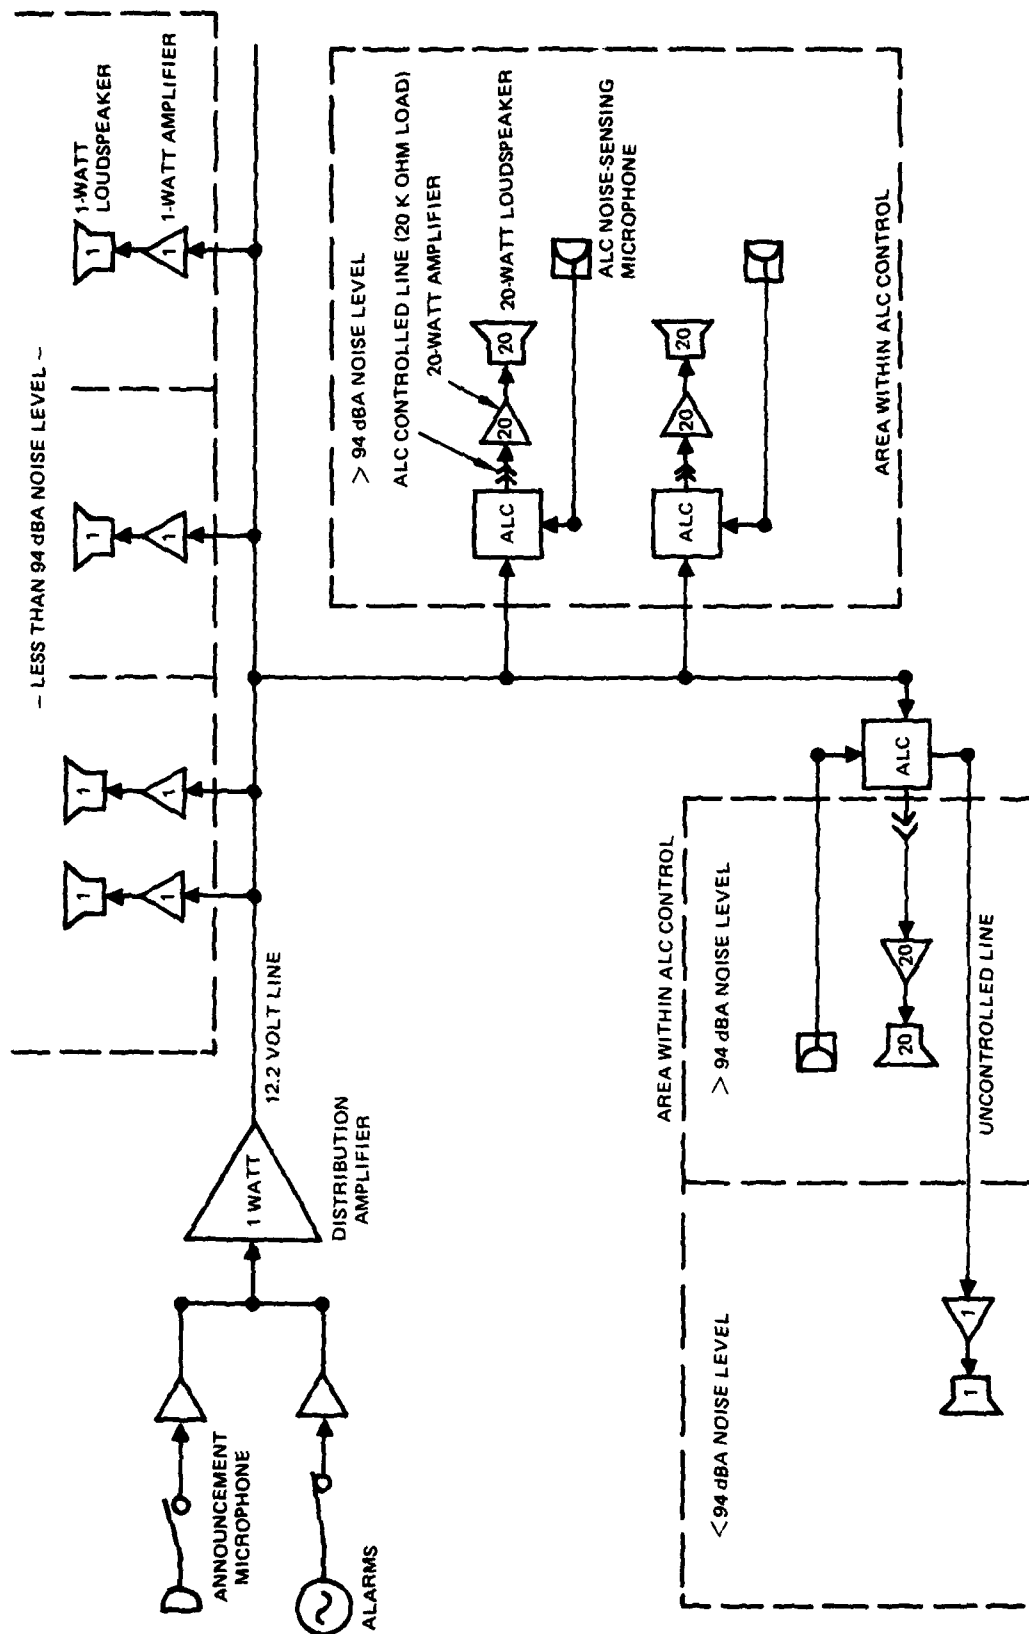 – LESS THAN 94 dBA NOISE LEVEL –
1-WATT
LOUDSPEAKER
1-WATT AMPLIFIER
1
1
1
1
1
1
1
1
ANNOUNCEMENT
MICROPHONE
ALARMS
1 WATT
DISTRIBUTION
AMPLIFIER
12.2 VOLT LINE
> 94 dBA NOISE LEVEL
ALC CONTROLLED LINE (20 K OHM LOAD)
20-WATT AMPLIFIER
20-WATT LOUDSPEAKER
ALC NOISE-SENSING
MICROPHONE
ALC
20
20
ALC
20
20
AREA WITHIN ALC CONTROL
AREA WITHIN ALC CONTROL
<94 dBA NOISE LEVEL
> 94 dBA NOISE LEVEL
20
20
ALC
1
1
UNCONTROLLED LINE